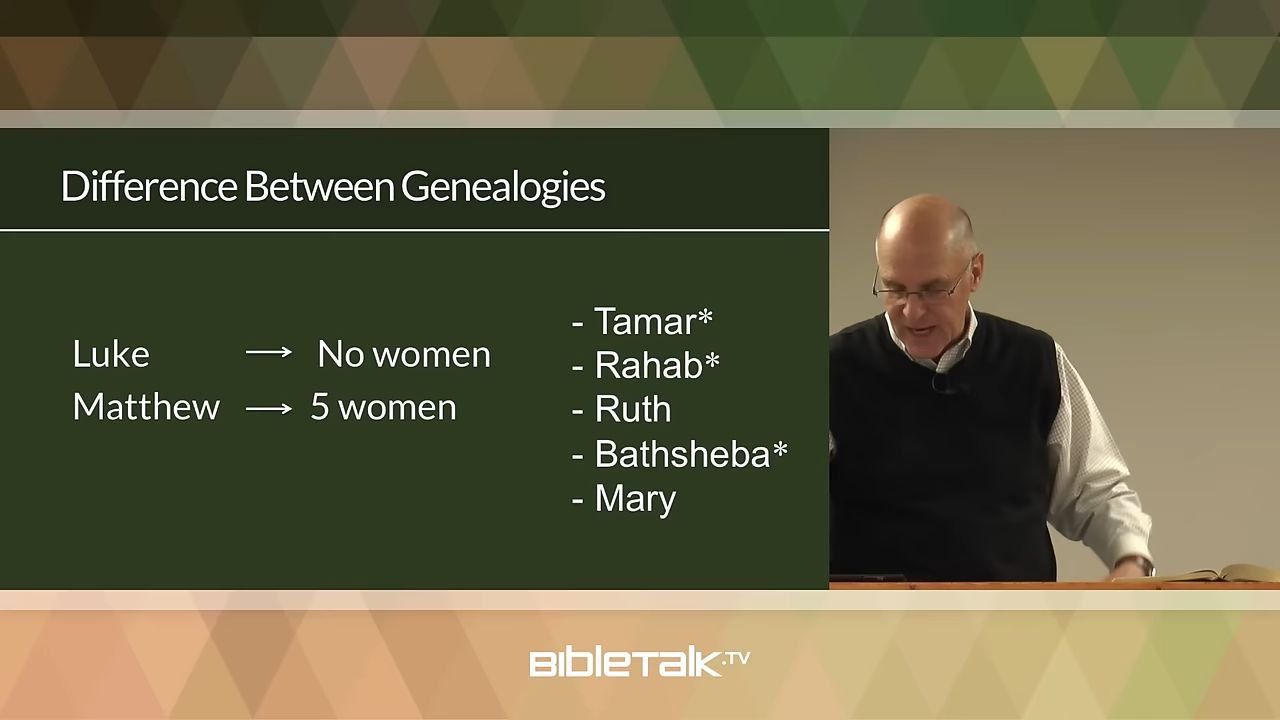 Difference Between Genealogies
Luke → No women
Matthew → 5 women
- Tamar*
- Rahab*
- Ruth
- Bathsheba*
- Mary
BIBLETALK.TV